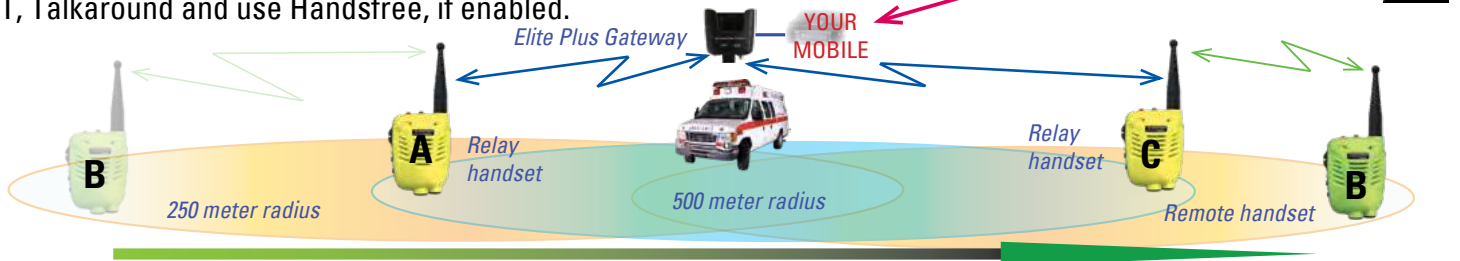 1, Talkaround and use Handsfree, if enabled.
Elite Plus Gateway
YOUR
MOBILE
B
A
Relay
handset
Relay
handset
C
B
250 meter radius
500 meter radius
Remote handset